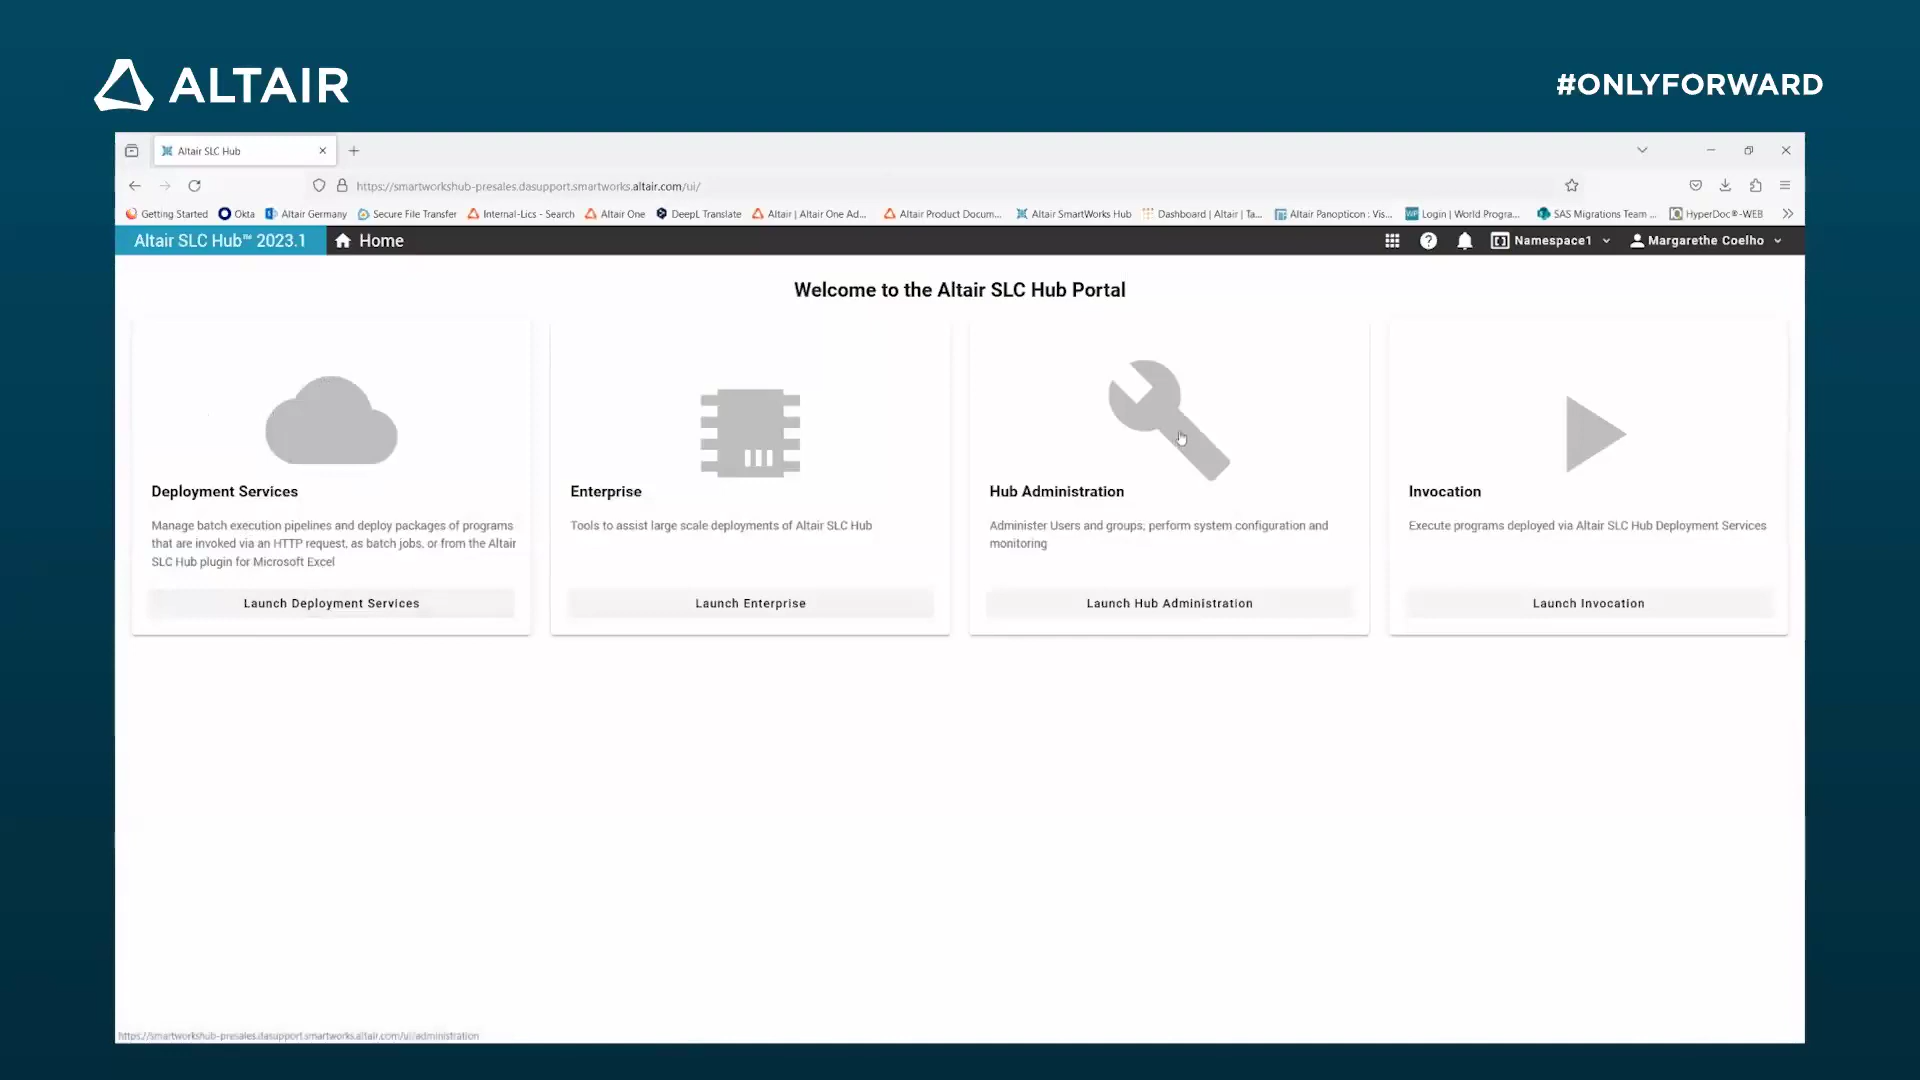 ALTAIR
#ONLYFORWARD
Altair SLC Hub
https://smartworkshub-presales.dasupport.smartworks.altair.com/ui/
Getting Started Okta Altair Germany Secure File Transfer Internal-Lics - Search Altair One DeepL Translate Altair | Altair One Ad... Altair Product Docum... Altair SmartWorks Hub Dashboard | Altair | Ta... Altair Panopticon : Vis... Login | World Progra... SAS Migrations Team ... HyperDoc®-WEB
Altair SLC Hub™ 2023.1 Home Namespace1 Margarethe Coelho
Welcome to the Altair SLC Hub Portal
Deployment Services
Manage batch execution pipelines and deploy packages of programs
that are invoked via an HTTP request, as batch jobs, or from the Altair
SLC Hub plugin for Microsoft Excel
Launch Deployment Services
Enterprise
Tools to assist large scale deployments of Altair SLC Hub
Launch Enterprise
Hub Administration
Administer Users and groups; perform system configuration and
monitoring
Launch Hub Administration
Invocation
Execute programs deployed via Altair SLC Hub Deployment Services
Launch Invocation
https://smartworkshub-presales.dasupport.smartworks.altair.com/ui/administration